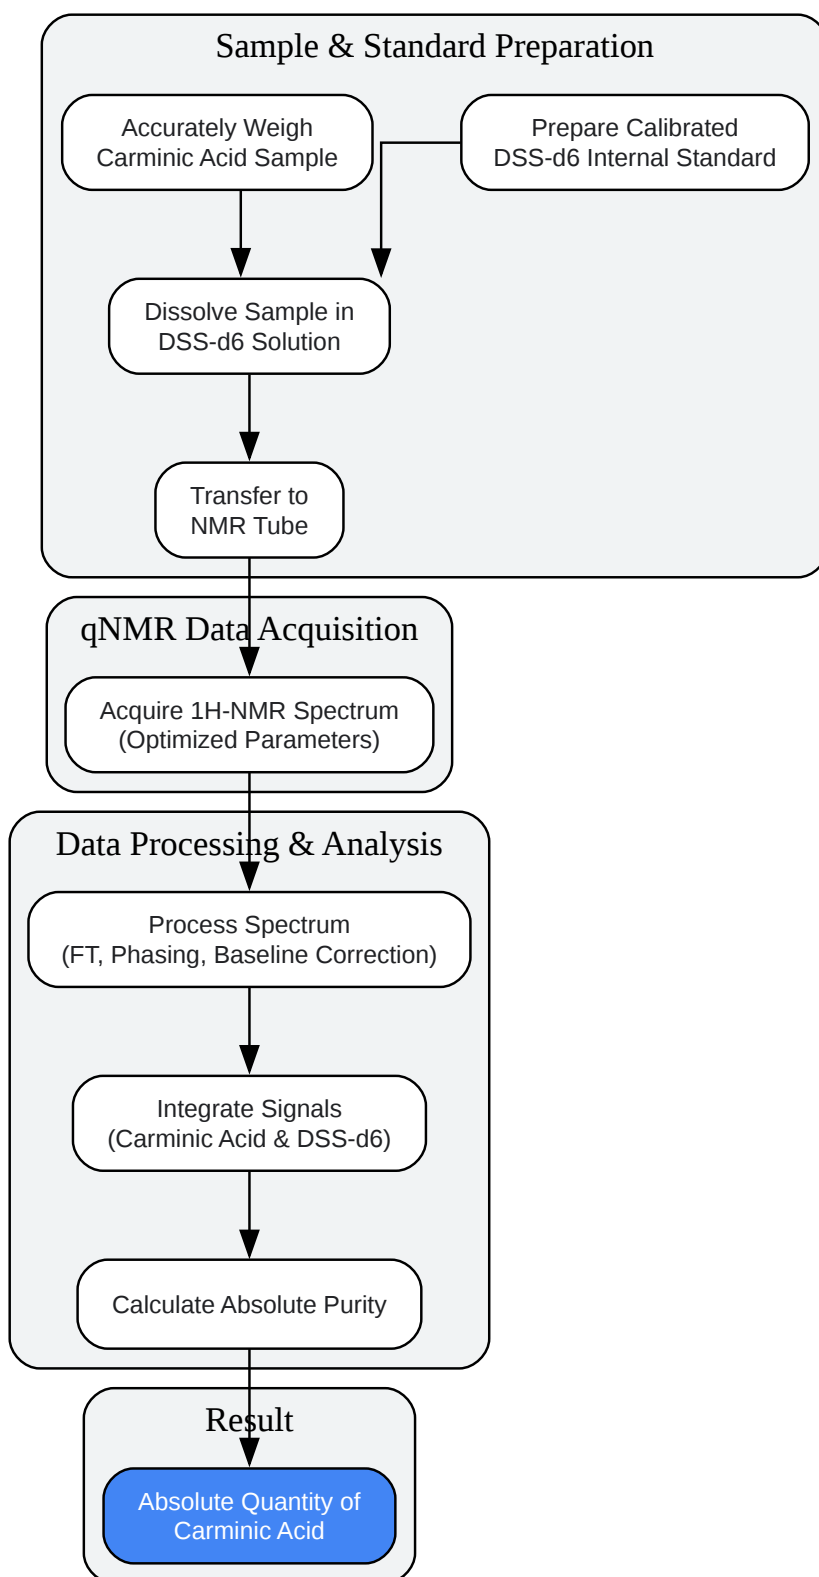 Sample & Standard Preparation
Accurately Weigh
Carminic Acid Sample
Prepare Calibrated
DSS-d6 Internal Standard
Dissolve Sample in
DSS-d6 Solution
Transfer to
NMR Tube
qNMR Data Acquisition
Acquire 1H-NMR Spectrum
(Optimized Parameters)
Data Processing & Analysis
Process Spectrum
(FT, Phasing, Baseline Correction)
Integrate Signals
(Carminic Acid & DSS-d6)
Calculate Absolute Purity
Result
Absolute Quantity of
Carminic Acid